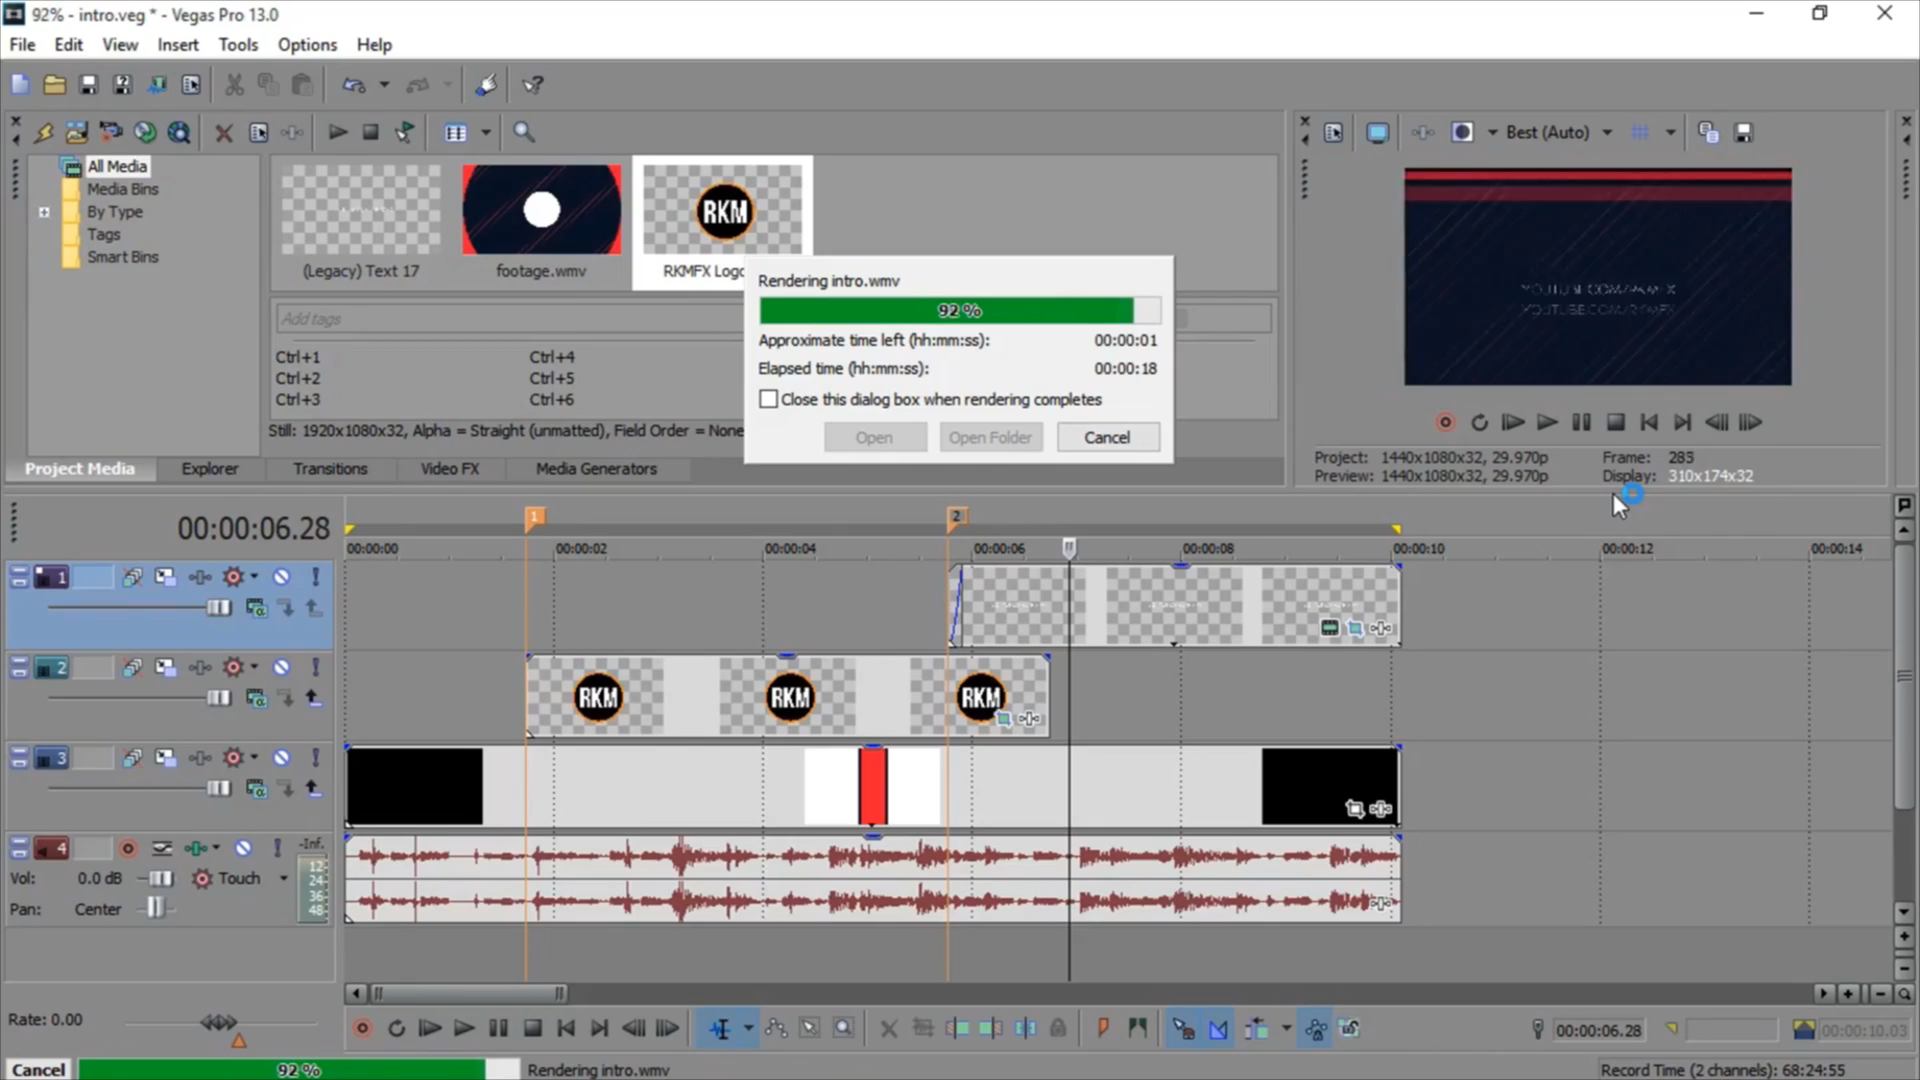 92% - intro.veg * - Vegas Pro 13.0
File Edit View Insert Tools Options Help
Best (Auto)
All Media
Media Bins
By Type
Tags
Smart Bins
RKM
(Legacy) Text 17
footage.wmv
RKMFX Logo
Add tags
Ctrl+1 Ctrl+4
Ctrl+2 Ctrl+5
Ctrl+3 Ctrl+6
Still: 1920x1080x32, Alpha = Straight (unmatted), Field Order = None
Rendering intro.wmv
92 %
Approximate time left (hh:mm:ss): 00:00:01
Elapsed time (hh:mm:ss): 00:00:18
Close this dialog box when rendering completes
Open Open Folder Cancel
Project: 1440x1080x32, 29.970p Frame: 283
Preview: 1440x1080x32, 29.970p Display: 310x174x32
Project Media Explorer Transitions Video FX Media Generators
00:00:06.28
1 2
00:00:00 00:00:02 00:00:04 00:00:06 00:00:08 00:00:10 00:00:12 00:00:14
1
2
RKM RKM RKM
3
4
-Inf.
12
24
36
48
Vol: 0.0 dB Touch
Pan: Center
Rate: 0.00
00:00:06.28 00:00:10.03
Cancel 92 % Rendering intro.wmv Record Time (2 channels): 68:24:55